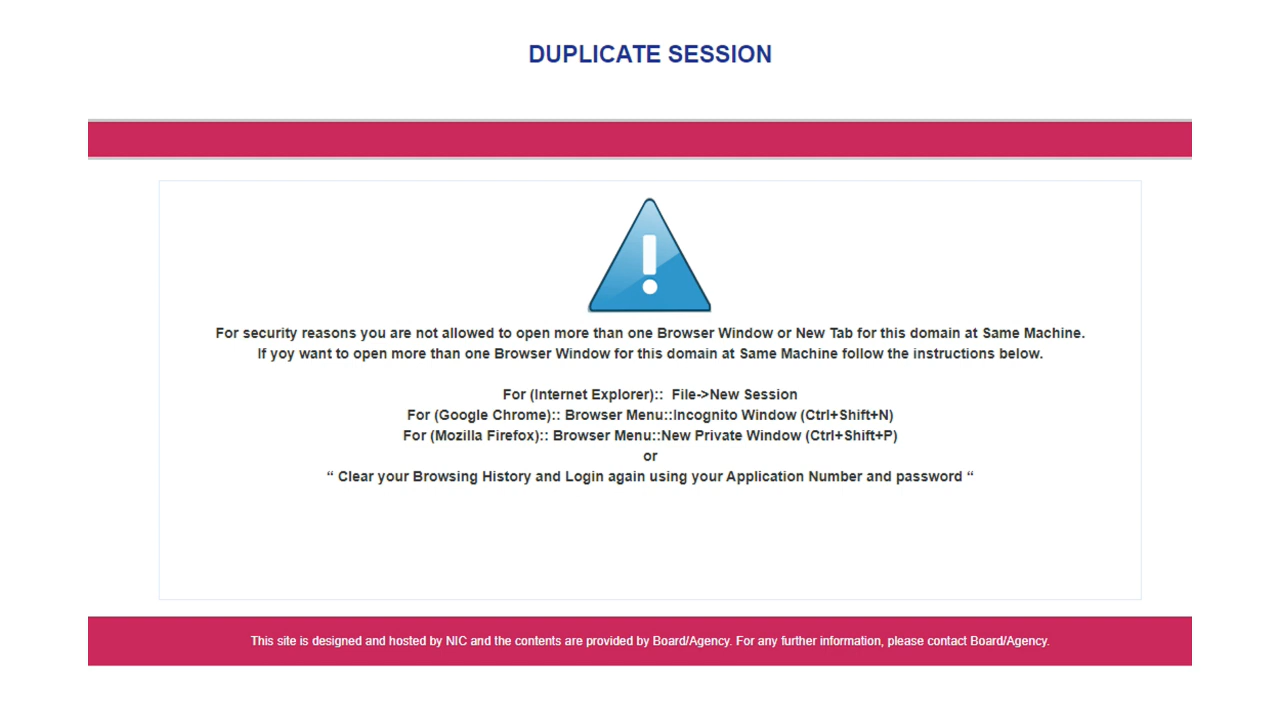 DUPLICATE SESSION
For security reasons you are not allowed to open more than one Browser Window or New Tab for this domain at Same Machine.
If yoy want to open more than one Browser Window for this domain at Same Machine follow the instructions below.
For (Internet Explorer):: File->New Session
For (Google Chrome):: Browser Menu::Incognito Window (Ctrl+Shift+N)
For (Mozilla Firefox):: Browser Menu::New Private Window (Ctrl+Shift+P)
or
“ Clear your Browsing History and Login again using your Application Number and password “
This site is designed and hosted by NIC and the contents are provided by Board/Agency. For any further information, please contact Board/Agency.